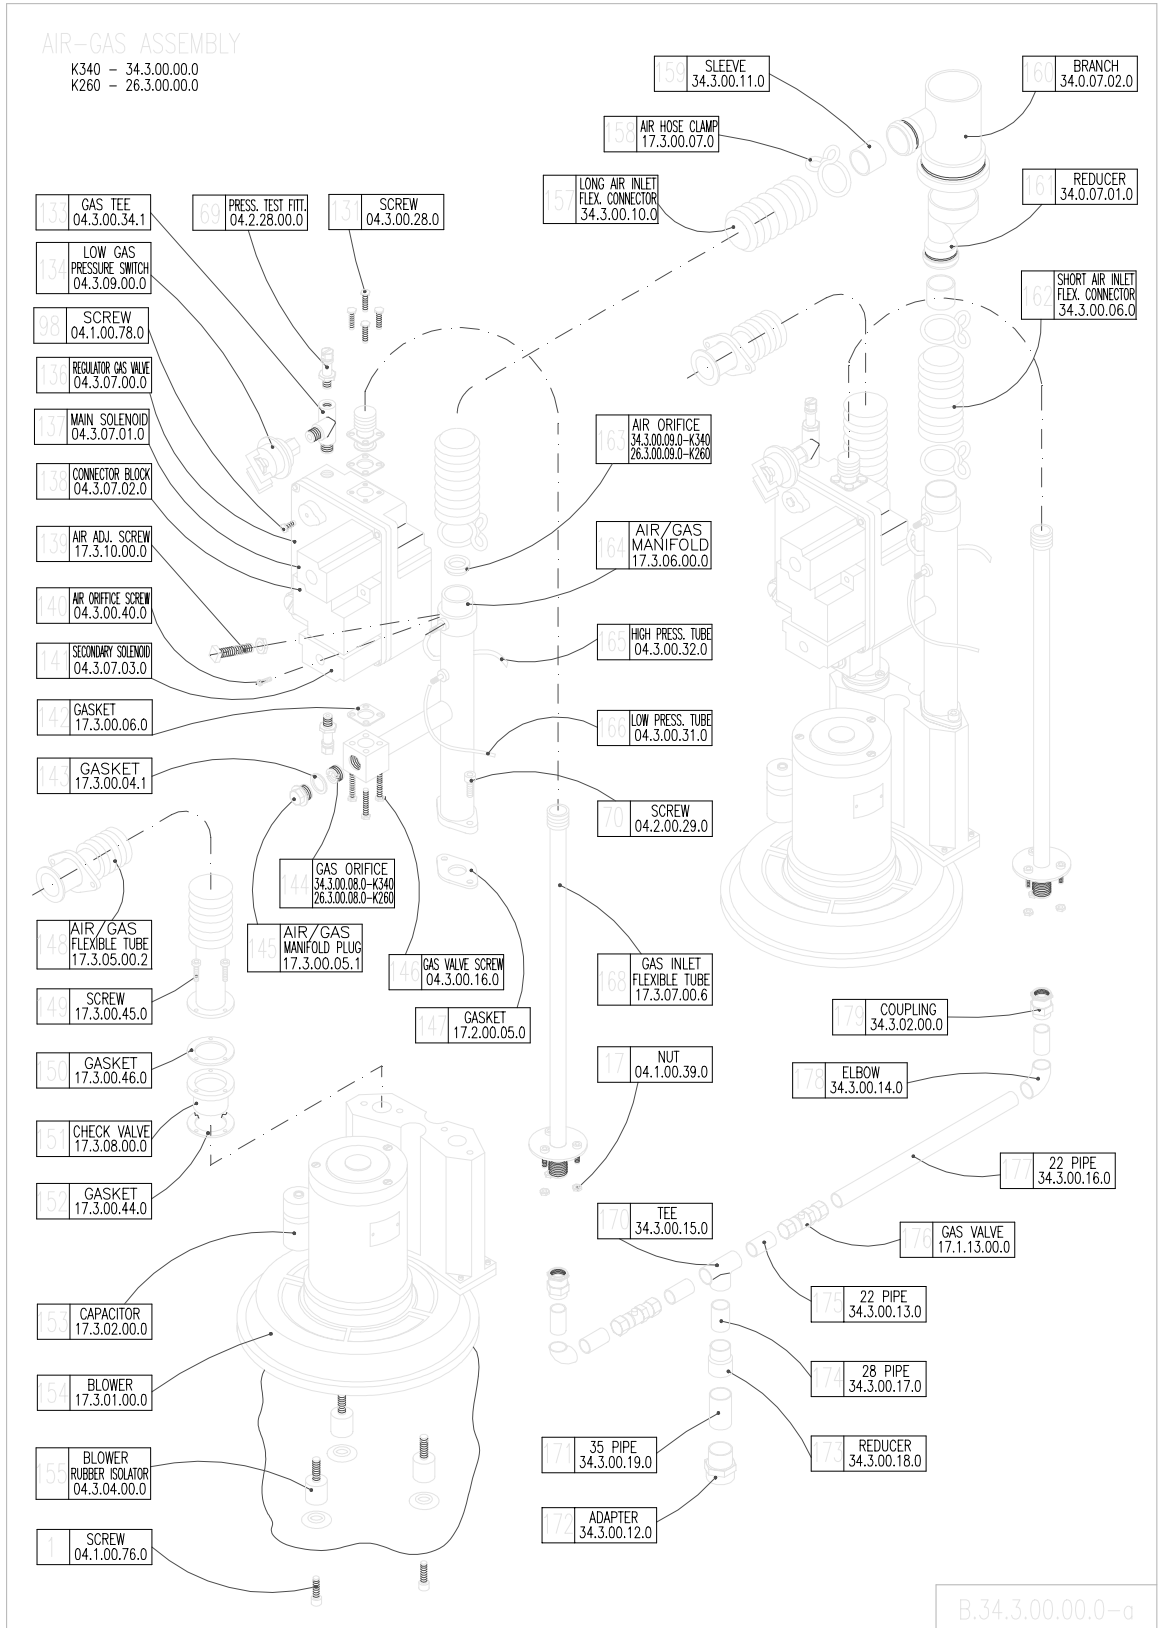 AIR-GAS ASSEMBLY
K340 - 34.3.00.00.0
K260 - 26.3.00.00.0
159 SLEEVE
34.3.00.11.0
160 BRANCH
34.0.07.02.0
158 AIR HOSE CLAMP
17.3.00.07.0
161 REDUCER
34.0.07.01.0
157 LONG AIR INLET
FLEX. CONNECTOR
34.3.00.10.0
133 GAS TEE
04.3.00.34.1
69 PRESS. TEST FITT.
04.2.28.00.0
131 SCREW
04.3.00.28.0
134 LOW GAS
PRESSURE SWITCH
04.3.09.00.0
162 SHORT AIR INLET
FLEX. CONNECTOR
34.3.00.06.0
98 SCREW
04.1.00.78.0
136 REGULATOR GAS VALVE
04.3.07.00.0
137 MAIN SOLENOID
04.3.07.01.0
163 AIR ORIFICE
34.3.00.09.0-K340
26.3.00.09.0-K260
138 CONNECTOR BLOCK
04.3.07.02.0
139 AIR ADJ. SCREW
17.3.10.00.0
164 AIR/GAS
MANIFOLD
17.3.06.00.0
140 AIR ORIFFICE SCREW
04.3.00.40.0
141 SECONDARY SOLENOID
04.3.07.03.0
165 HIGH PRESS. TUBE
04.3.00.32.0
142 GASKET
17.3.00.06.0
166 LOW PRESS. TUBE
04.3.00.31.0
143 GASKET
17.3.00.04.1
70 SCREW
04.2.00.29.0
144 GAS ORIFICE
34.3.00.08.0-K340
26.3.00.08.0-K260
148 AIR/GAS
FLEXIBLE TUBE
17.3.05.00.2
145 AIR/GAS
MANIFOLD PLUG
17.3.00.05.1
146 GAS VALVE SCREW
04.3.00.16.0
168 GAS INLET
FLEXIBLE TUBE
17.3.07.00.6
149 SCREW
17.3.00.45.0
147 GASKET
17.2.00.05.0
179 COUPLING
34.3.02.00.0
150 GASKET
17.3.00.46.0
17 NUT
04.1.00.39.0
178 ELBOW
34.3.00.14.0
151 CHECK VALVE
17.3.08.00.0
177 22 PIPE
34.3.00.16.0
152 GASKET
17.3.00.44.0
170 TEE
34.3.00.15.0
176 GAS VALVE
17.1.13.00.0
153 CAPACITOR
17.3.02.00.0
175 22 PIPE
34.3.00.13.0
154 BLOWER
17.3.01.00.0
174 28 PIPE
34.3.00.17.0
155 BLOWER
RUBBER ISOLATOR
04.3.04.00.0
171 35 PIPE
34.3.00.19.0
173 REDUCER
34.3.00.18.0
172 ADAPTER
34.3.00.12.0
1 SCREW
04.1.00.76.0
B.34.3.00.00.0-a